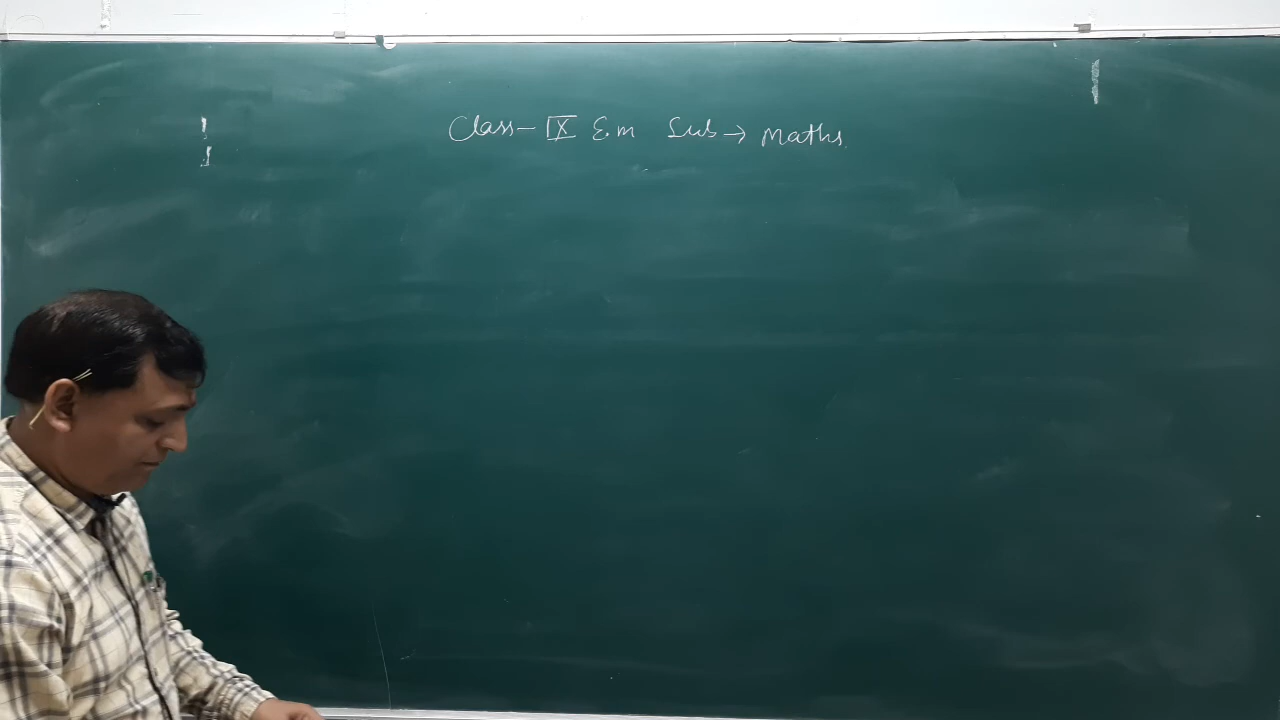 Class - IX E.m Sub → Maths.